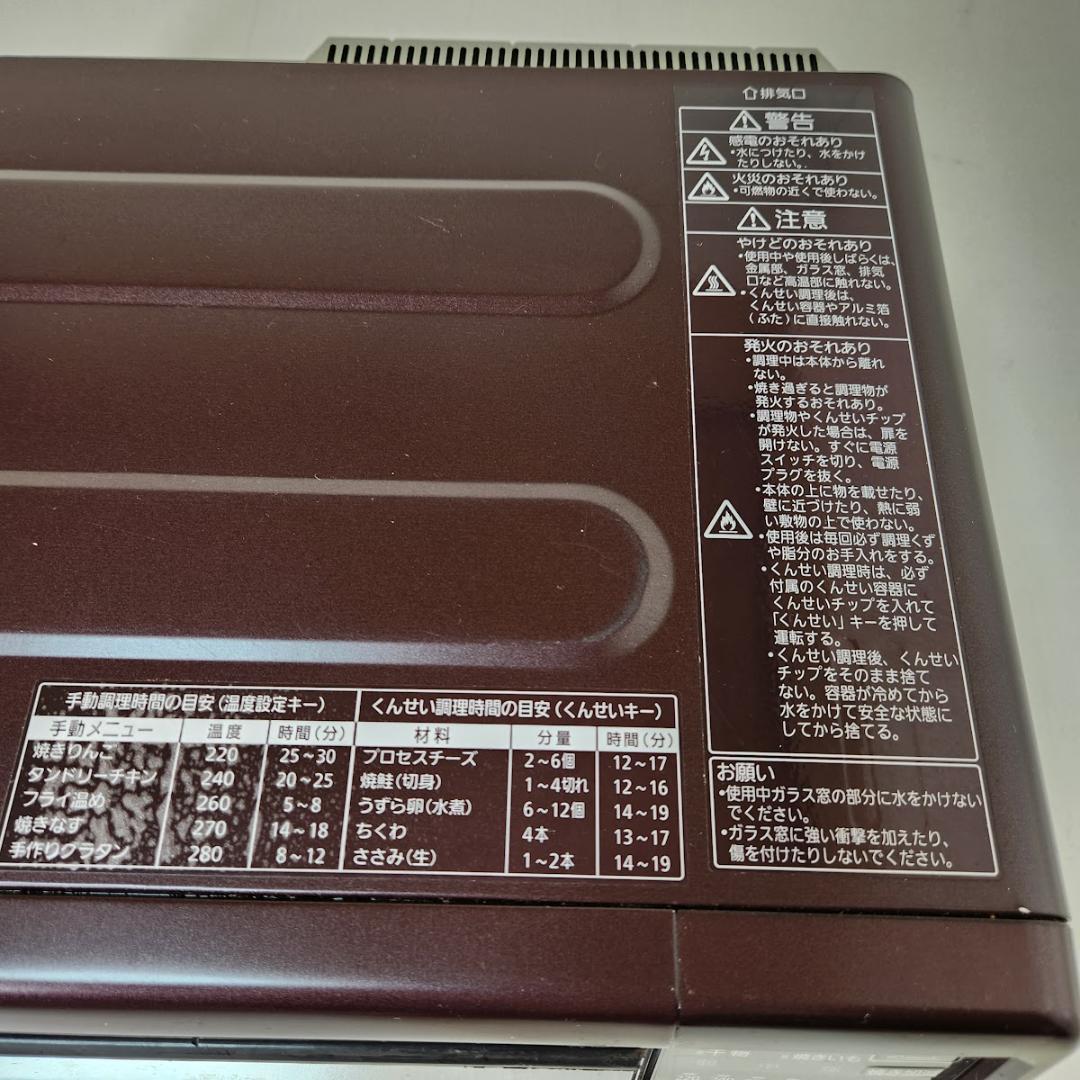 ⇧排気口
警告
感電のおそれあり
・水につけたり、水をかけ
たりしない。
火災のおそれあり
・可燃物の近くで使わない。
注意
やけどのおそれあり
・使用中や使用後しばらくは、
金属部、ガラス窓、排気
口など高温部に触れない。
・くんせい調理後は、
くんせい容器やアルミ箔
(ふた)に直接触れない。
発火のおそれあり
・調理中は本体から離れ
ない。
・焼き過ぎると調理物が
発火するおそれあり。
・調理物やくんせいチップ
が発火した場合は、扉を
開けない。すぐに電源
スイッチを切り、電源
プラグを抜く。
・本体の上に物を載せたり、
壁に近づけたり、熱に弱
い敷物の上で使わない。
・使用後は毎回必ず調理くず
や脂分のお手入れをする。
・くんせい調理時は、必ず
付属のくんせい容器に
くんせいチップを入れて
「くんせい」キーを押して
運転する。
・くんせい調理後、くんせい
チップをそのまま捨て
ない。容器が冷めてから
水をかけて安全な状態に
してから捨てる。
お願い
・使用中ガラス窓の部分に水をかけない
でください。
・ガラス窓に強い衝撃を加えたり、
傷を付けたりしないでください。
手動調理時間の目安(温度設定キー)
手動メニュー 温度 時間(分)
焼きりんご 220 25~30
タンドリーチキン 240 20~25
フライ温め 260 5~8
焼きなす 270 14~18
手作りグラタン 280 8~12
くんせい調理時間の目安(くんせいキー)
材料 分量 時間(分)
プロセスチーズ 2~6個 12~17
焼鮭(切身) 1~4切れ 12~16
うずら卵(水煮) 6~12個 14~19
ちくわ 4本 13~17
ささみ(生) 1~2本 14~19
干物 焼きいも